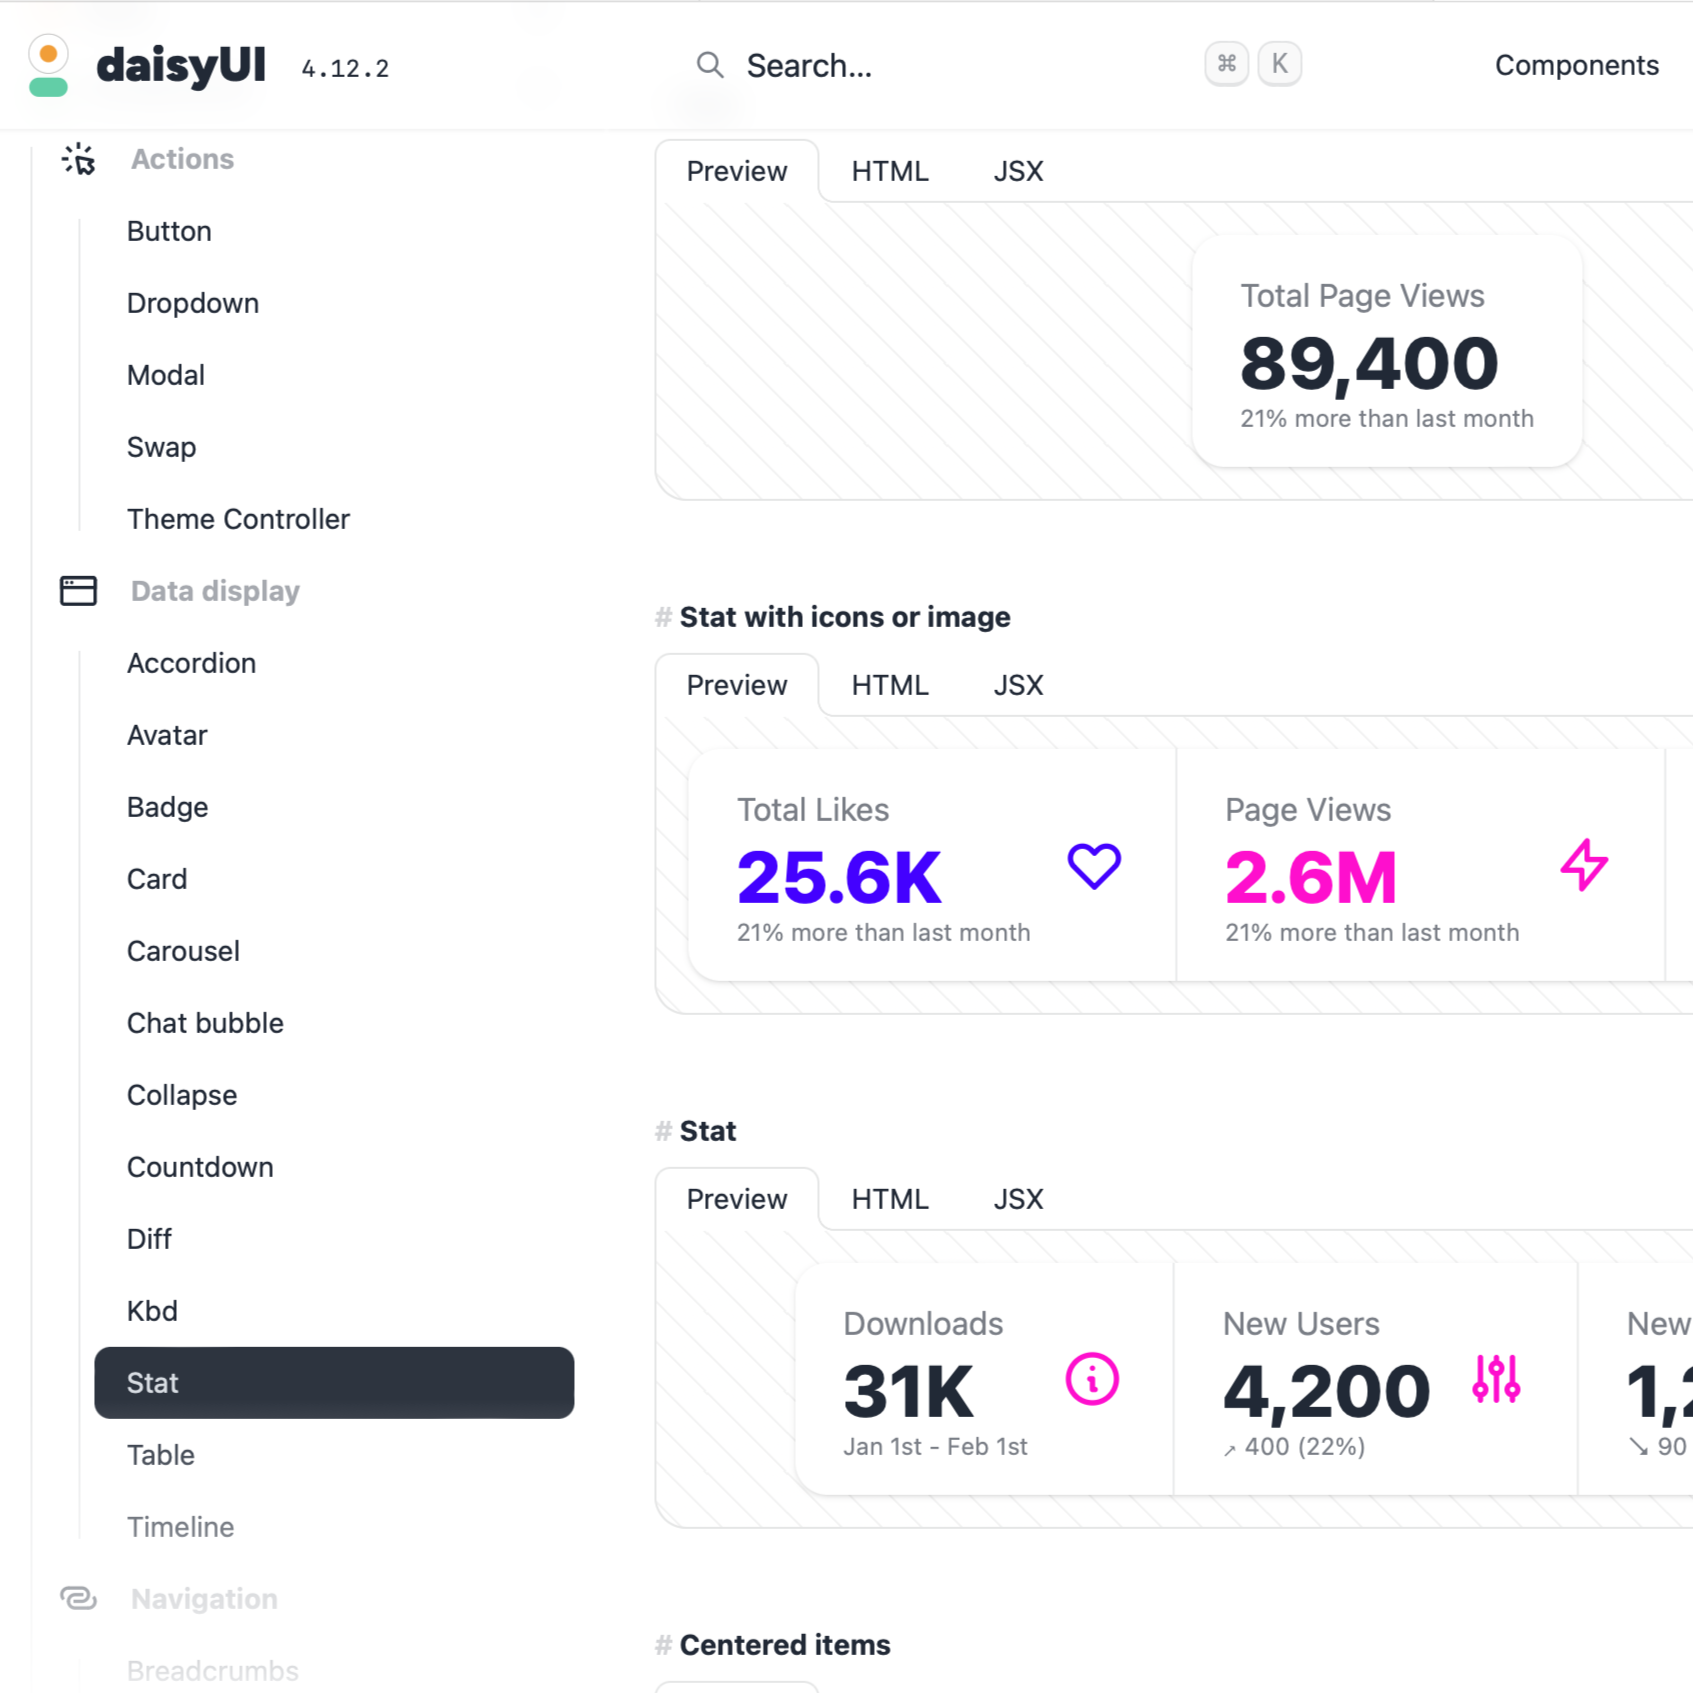 daisyUI 4.12.2
Search...
⌘ K
Components
Actions
Button
Dropdown
Modal
Swap
Theme Controller
Data display
Accordion
Avatar
Badge
Card
Carousel
Chat bubble
Collapse
Countdown
Diff
Kbd
Stat
Table
Timeline
Navigation
Breadcrumbs
Preview HTML JSX
Total Page Views
89,400
21% more than last month
# Stat with icons or image
Preview HTML JSX
Total Likes
25.6K
21% more than last month
Page Views
2.6M
21% more than last month
# Stat
Preview HTML JSX
Downloads
31K
Jan 1st - Feb 1st
New Users
4,200
↗︎ 400 (22%)
New
↘︎ 90
# Centered items